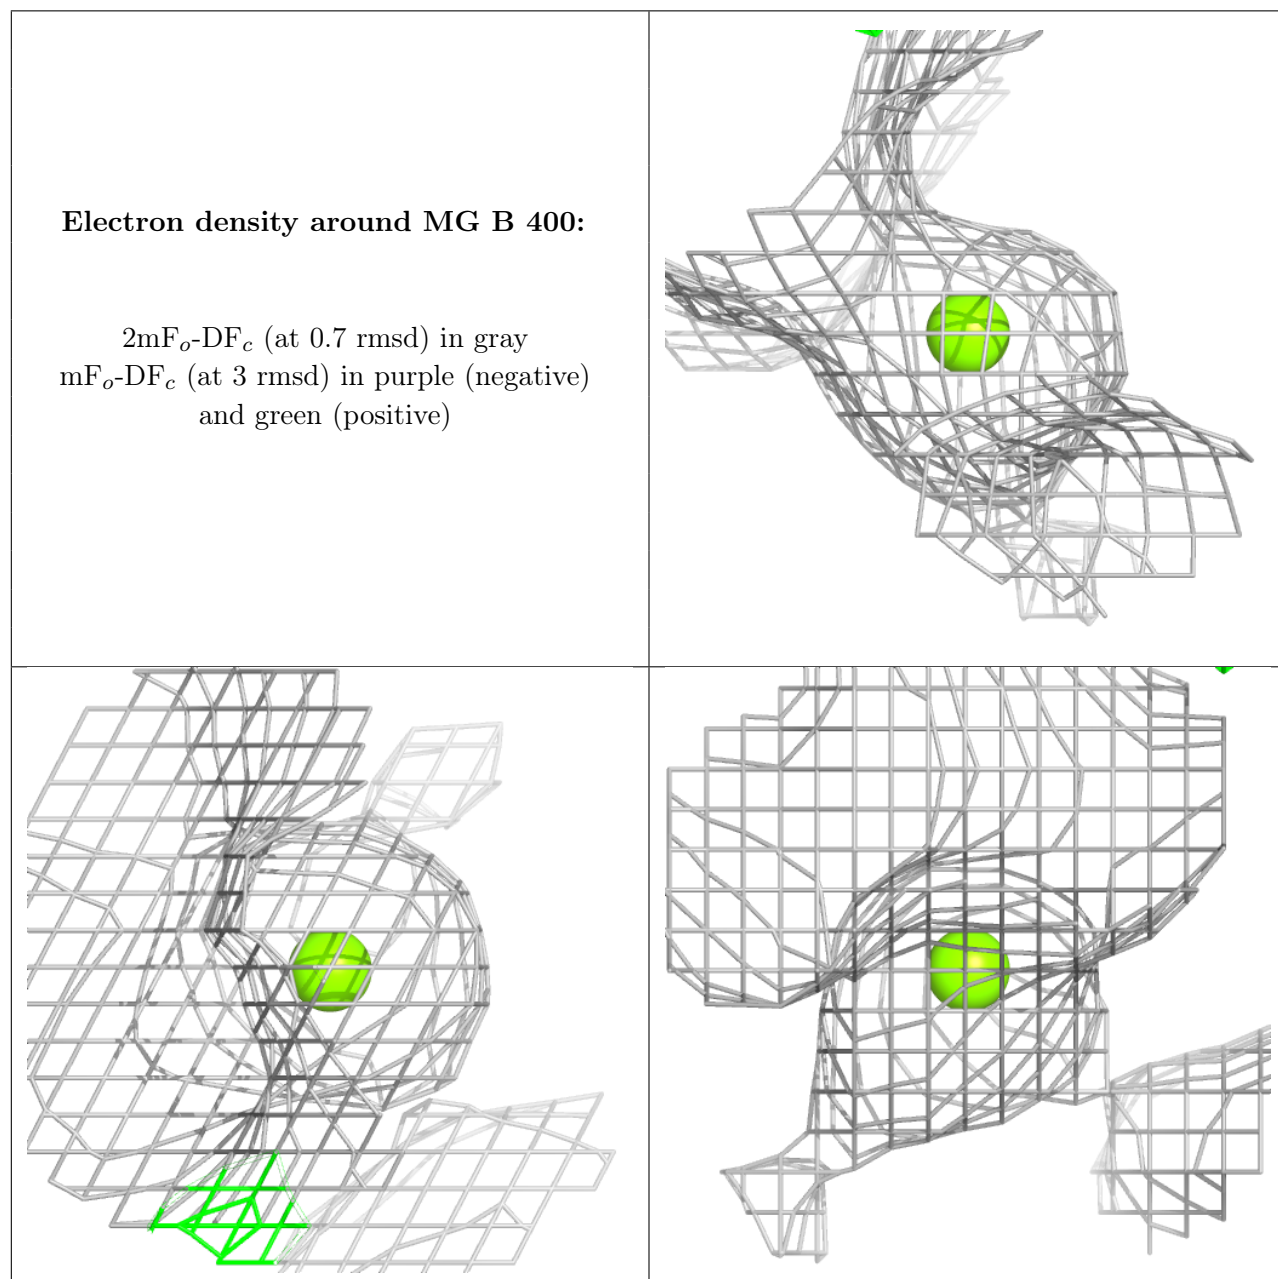 Electron density around MG B 400:
2mFo-DFc (at 0.7 rmsd) in gray
mFo-DFc (at 3 rmsd) in purple (negative)
and green (positive)